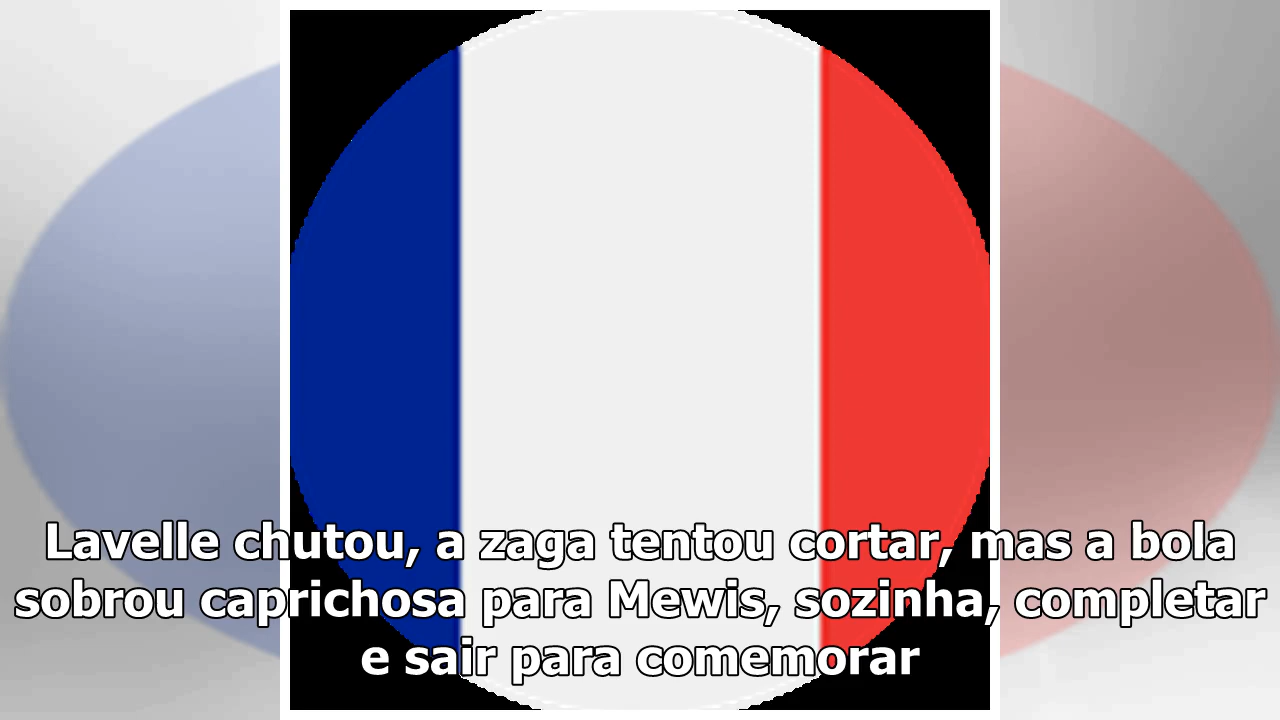 Lavelle chutou, a zaga tentou cortar, mas a bola
sobrou caprichosa para Mewis, sozinha, completar
e sair para comemorar